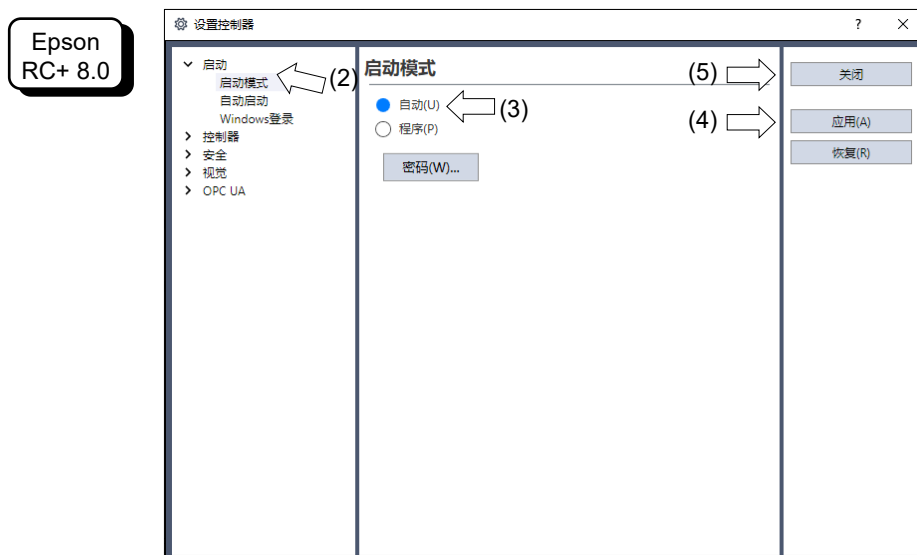 Epson
RC+ 8.0
设置控制器
?
启动
启动模式
(2)
自动启动
Windows登录
控制器
安全
视觉
OPC UA
启动模式
自动(U)
(3)
程序(P)
密码(W)...
(5)
关闭
(4)
应用(A)
恢复(R)